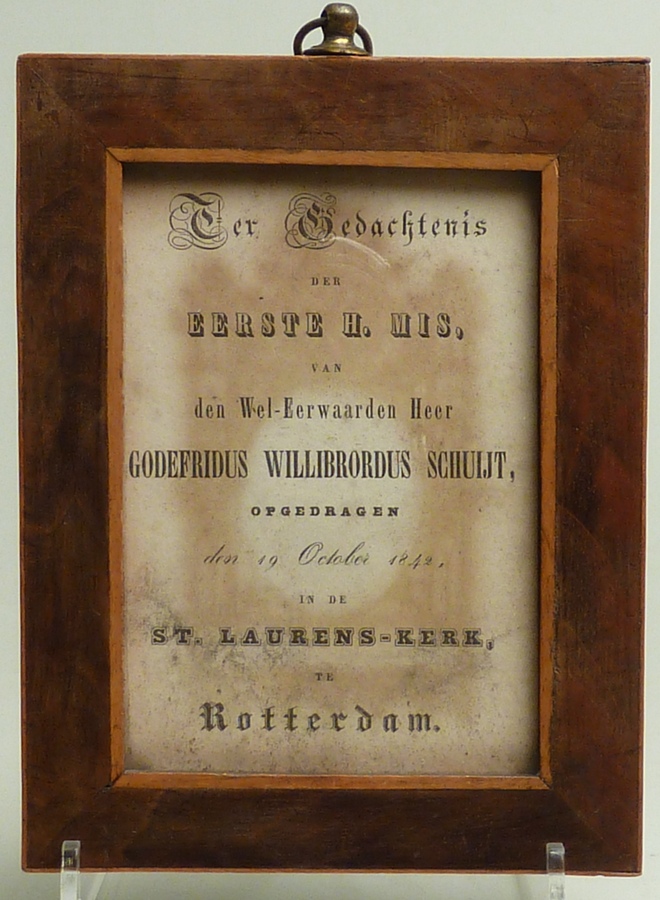 Ter Gedachtenis
DER
EERSTE H. MIS,
VAN
den Wel-Eerwaarden Heer
GODEFRIDUS WILLIBRORDUS SCHUIJT,
OPGEDRAGEN
den 19 October 1842,
IN DE
ST. LAURENS-KERK,
TE
Rotterdam.